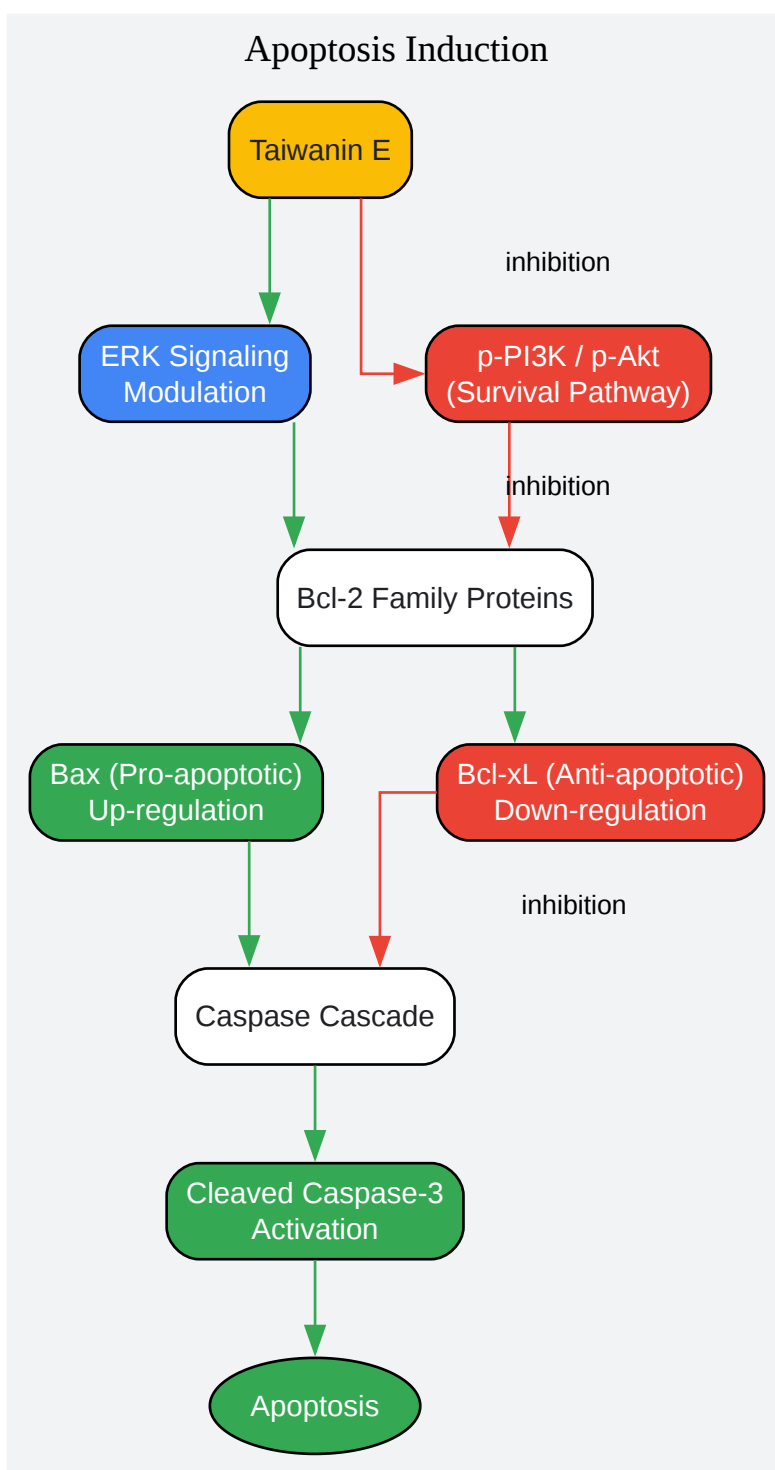 Apoptosis Induction
Taiwanin E
inhibition
ERK Signaling
Modulation
p-PI3K / p-Akt
(Survival Pathway)
inhibition
Bcl-2 Family Proteins
Bax (Pro-apoptotic)
Up-regulation
Bcl-xL (Anti-apoptotic)
Down-regulation
inhibition
Caspase Cascade
Cleaved Caspase-3
Activation
Apoptosis